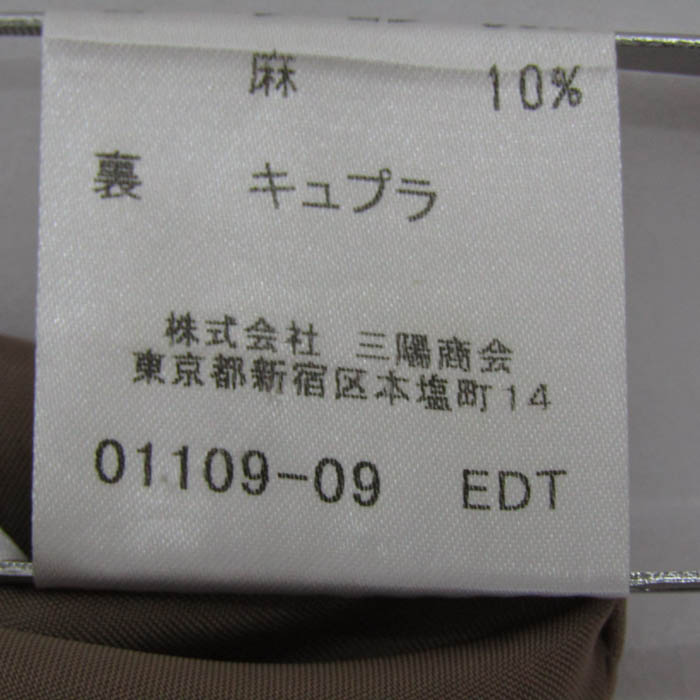 麻 10%
裏 キュプラ
株式会社 三陽商会
東京都新宿区本塩町14
01109-09 EDT